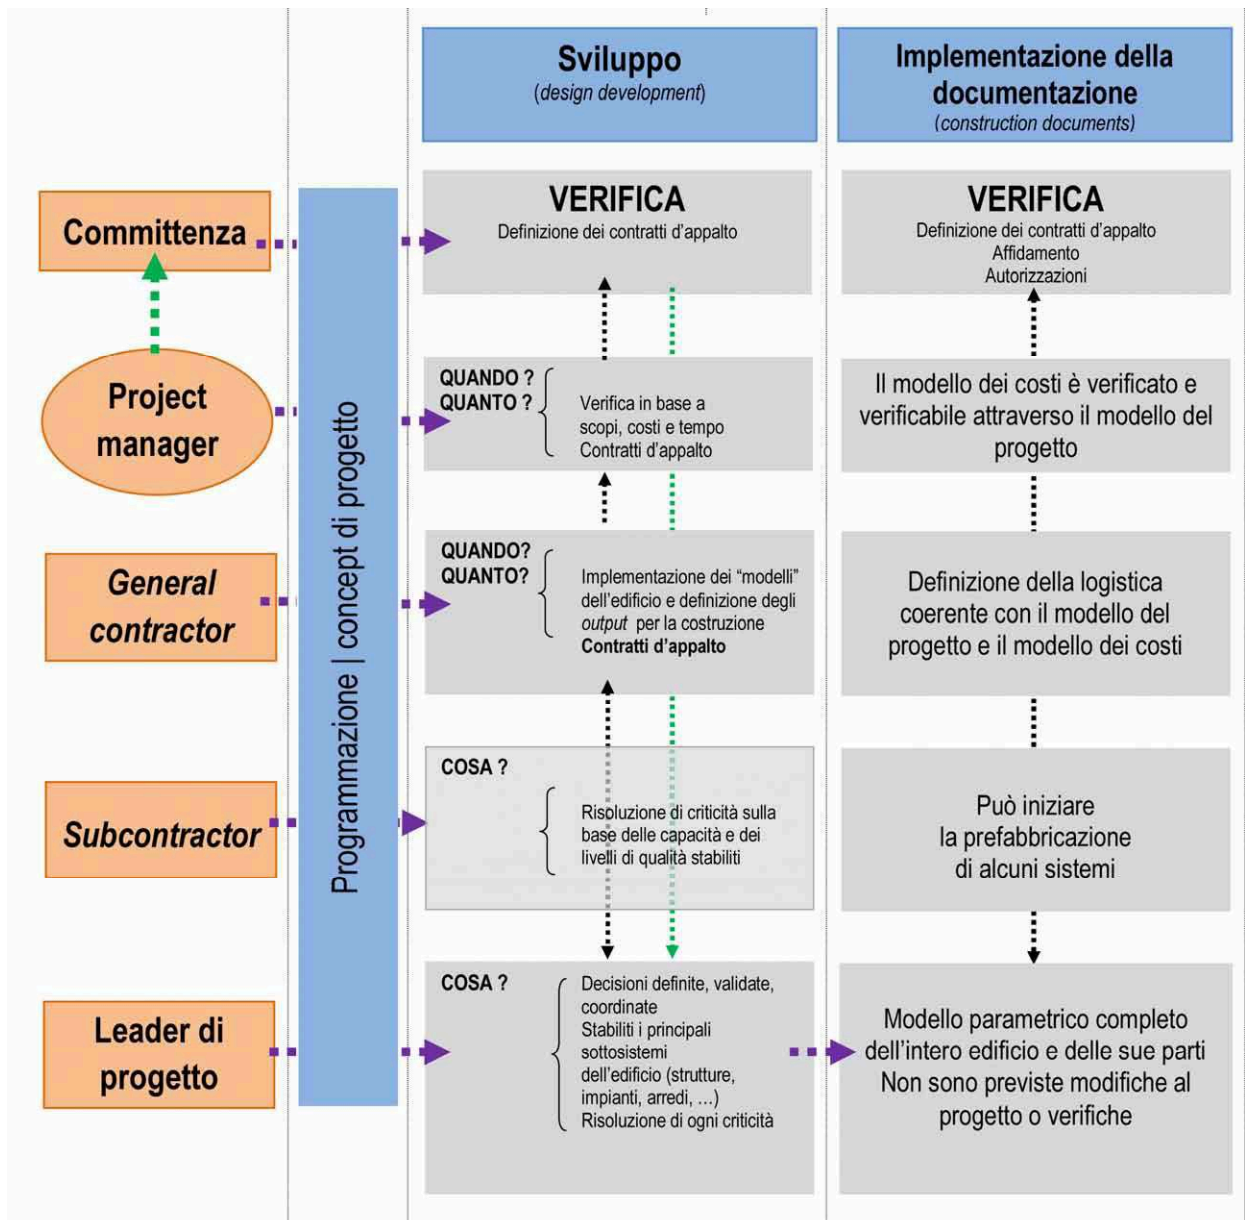 Sviluppo
(design development)
Implementazione della
documentazione
(construction documents)
Committenza
Project
manager
General
contractor
Subcontractor
Leader di
progetto
Programmazione | concept di progetto
VERIFICA
Definizione dei contratti d'appalto
QUANDO ?
QUANTO ?
Verifica in base a
scopi, costi e tempo
Contratti d'appalto
QUANDO?
QUANTO?
Implementazione dei “modelli”
dell'edificio e definizione degli
output per la costruzione
Contratti d'appalto
COSA ?
Risoluzione di criticità sulla
base delle capacità e dei
livelli di qualità stabiliti
COSA ?
Decisioni definite, validate,
coordinate
Stabiliti i principali
sottosistemi
dell'edificio (strutture,
impianti, arredi, …)
Risoluzione di ogni criticità
VERIFICA
Definizione dei contratti d'appalto
Affidamento
Autorizzazioni
Il modello dei costi è verificato e
verificabile attraverso il modello del
progetto
Definizione della logistica
coerente con il modello del
progetto e il modello dei costi
Può iniziare
la prefabbricazione
di alcuni sistemi
Modello parametrico completo
dell'intero edificio e delle sue parti
Non sono previste modifiche al
progetto o verifiche